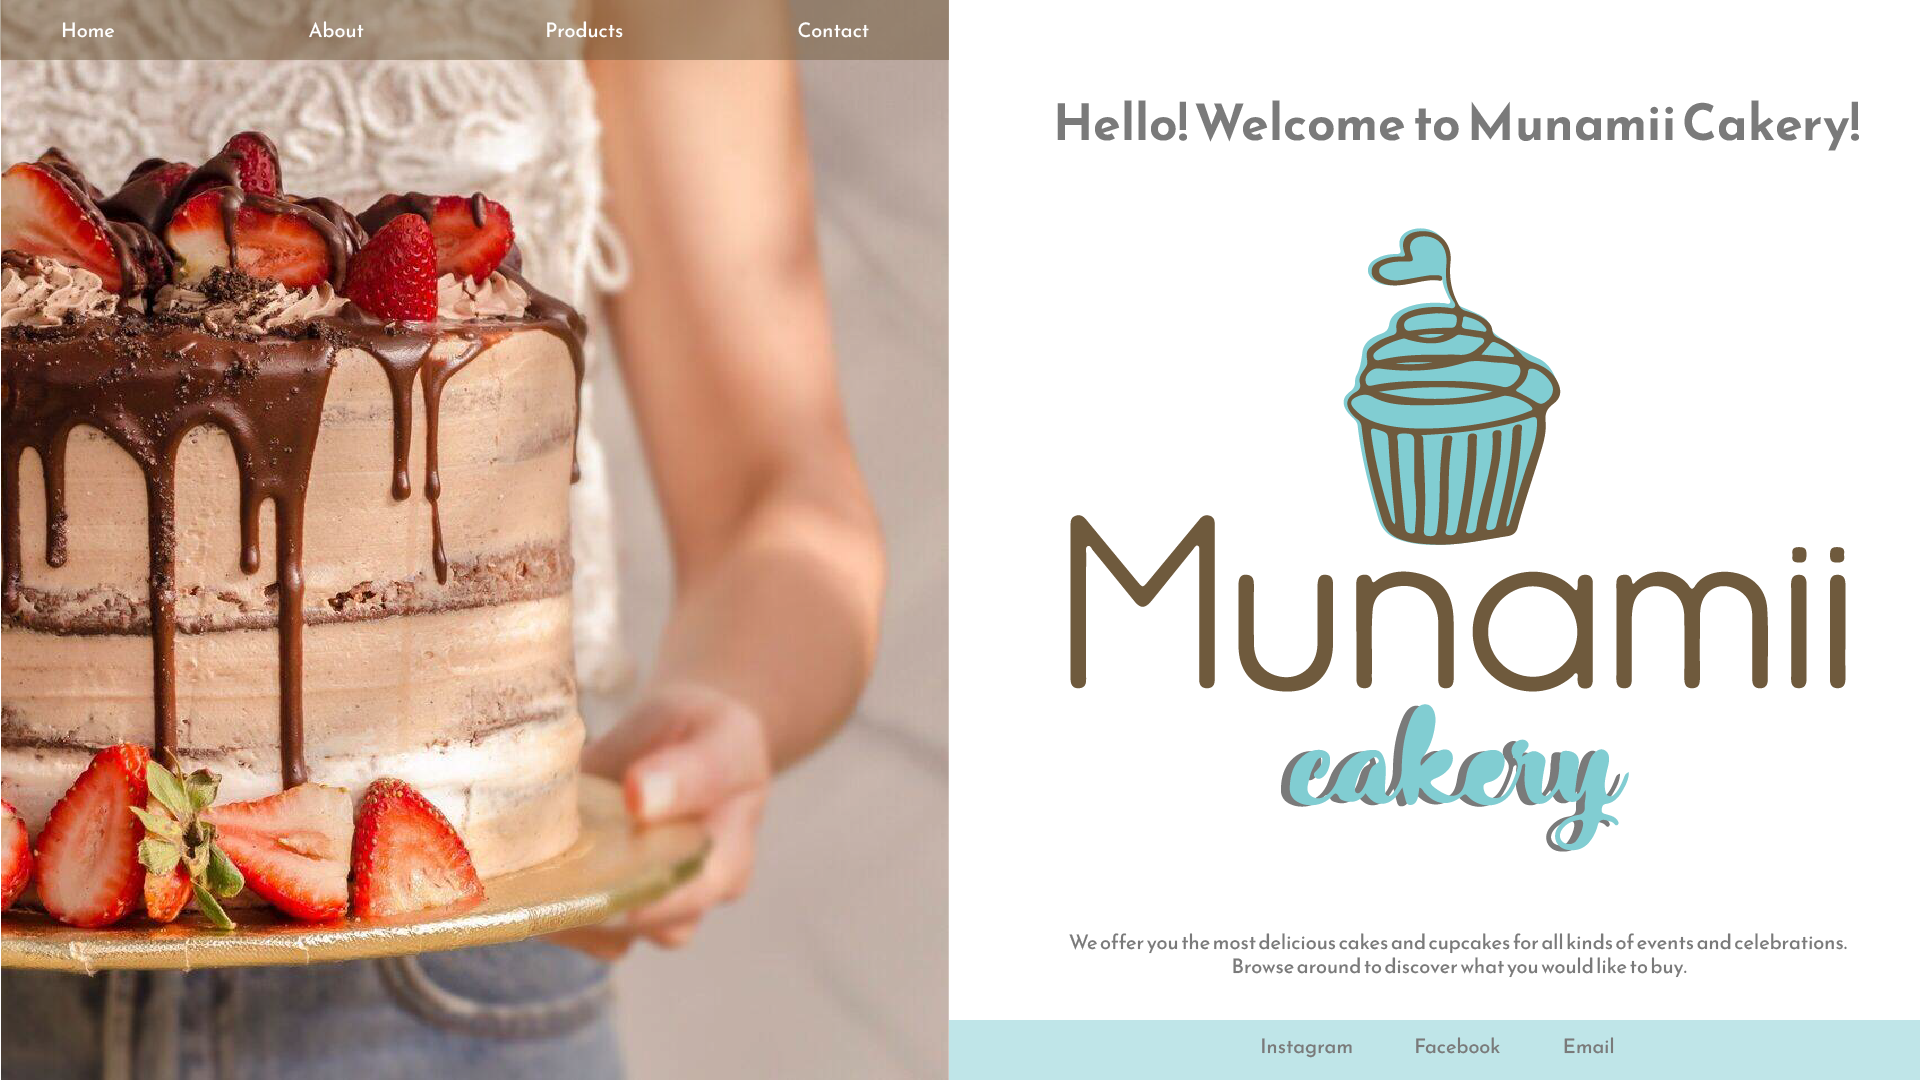 Home About Products Contact
Hello! Welcome to Munamii Cakery!
Munamii
cakery
We offer you the most delicious cakes and cupcakes for all kinds of events and celebrations.
Browse around to discover what you would like to buy.
Instagram Facebook Email